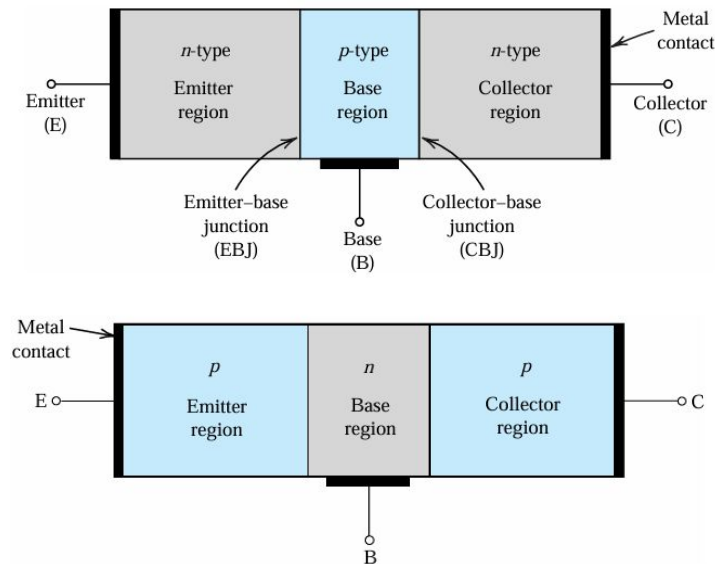 n-type
Emitter
region
p-type
Base
region
n-type
Collector
region
Metal
contact
Emitter
(E)
Collector
(C)
Emitter–base
junction
(EBJ)
Collector–base
junction
(CBJ)
Base
(B)
Metal
contact
p
Emitter
region
n
Base
region
p
Collector
region
E
C
B